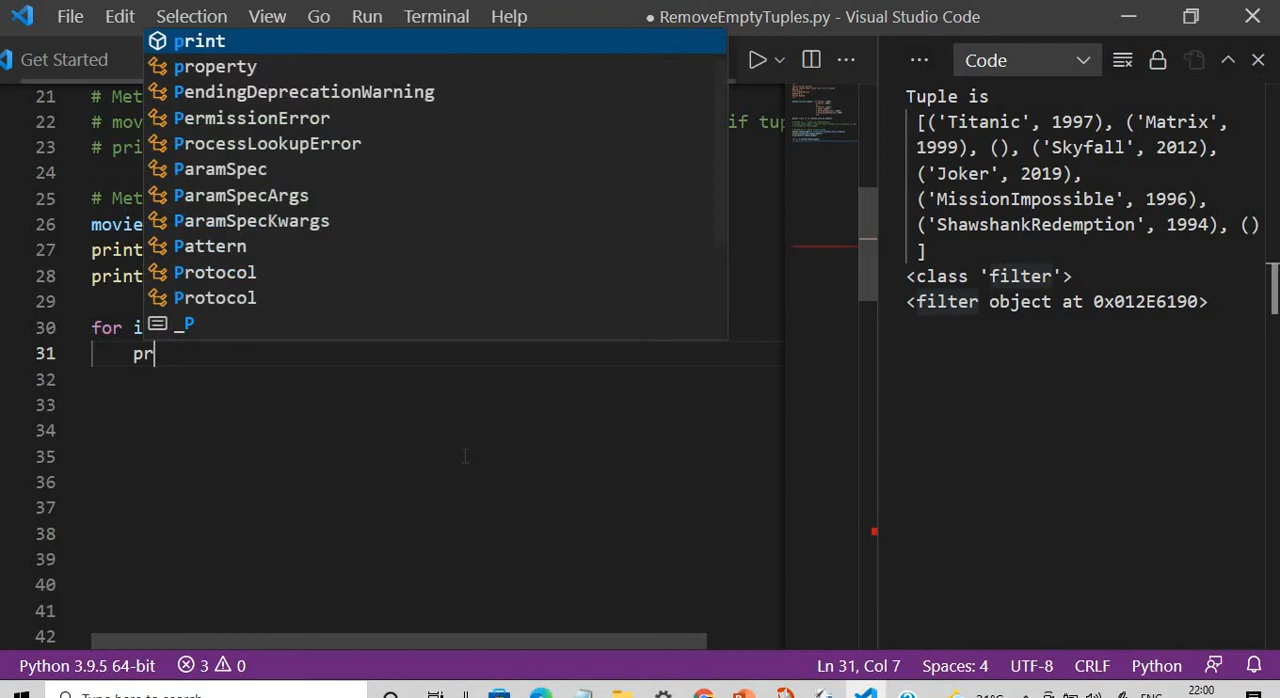 File Edit Selection View Go Run Terminal Help ● RemoveEmptyTuples.py - Visual Studio Code
Get Started
Code
print
property
PendingDeprecationWarning
PermissionError
ProcessLookupError
ParamSpec
ParamSpecArgs
ParamSpecKwargs
Pattern
Protocol
Protocol
_P
21 # Met
22 # mov if tup
23 # pri
24
25 # Met
26 movie
27 print
28 print
29
30 for i
31 pr
32
33
34
35
36
37
38
39
40
41
42
Tuple is
[('Titanic', 1997), ('Matrix',
1999), (), ('Skyfall', 2012),
('Joker', 2019),
('MissionImpossible', 1996),
('ShawshankRedemption', 1994), ()
]
<class 'filter'>
<filter object at 0x012E6190>
Python 3.9.5 64-bit 3 0 Ln 31, Col 7 Spaces: 4 UTF-8 CRLF Python
22:00